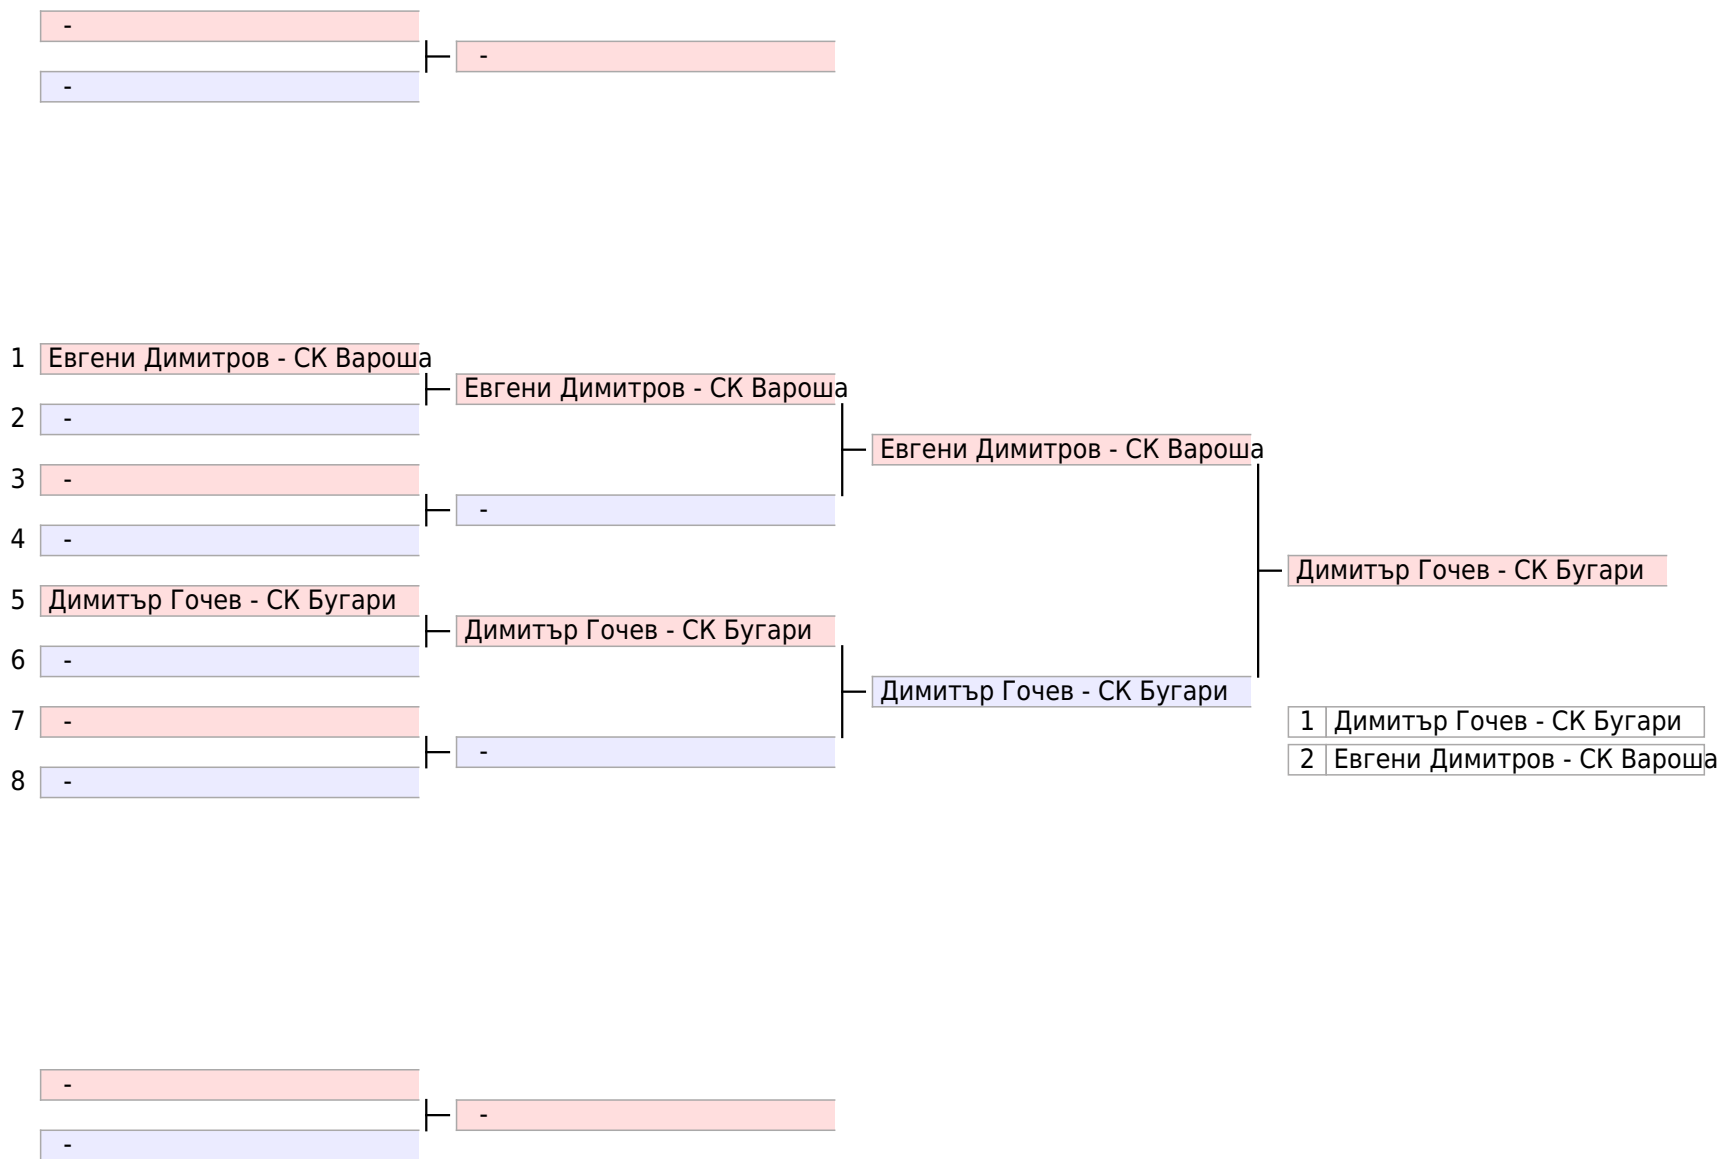 -
-
-
1 Евгени Димитров - СК Вароша
Евгени Димитров - СК Вароша
2 -
Евгени Димитров - СК Вароша
3 -
-
4 -
Димитър Гочев - СК Бугари
5 Димитър Гочев - СК Бугари
Димитър Гочев - СК Бугари
6 -
Димитър Гочев - СК Бугари
7 -
1 Димитър Гочев - СК Бугари
-
2 Евгени Димитров - СК Вароша
8 -
-
-
-